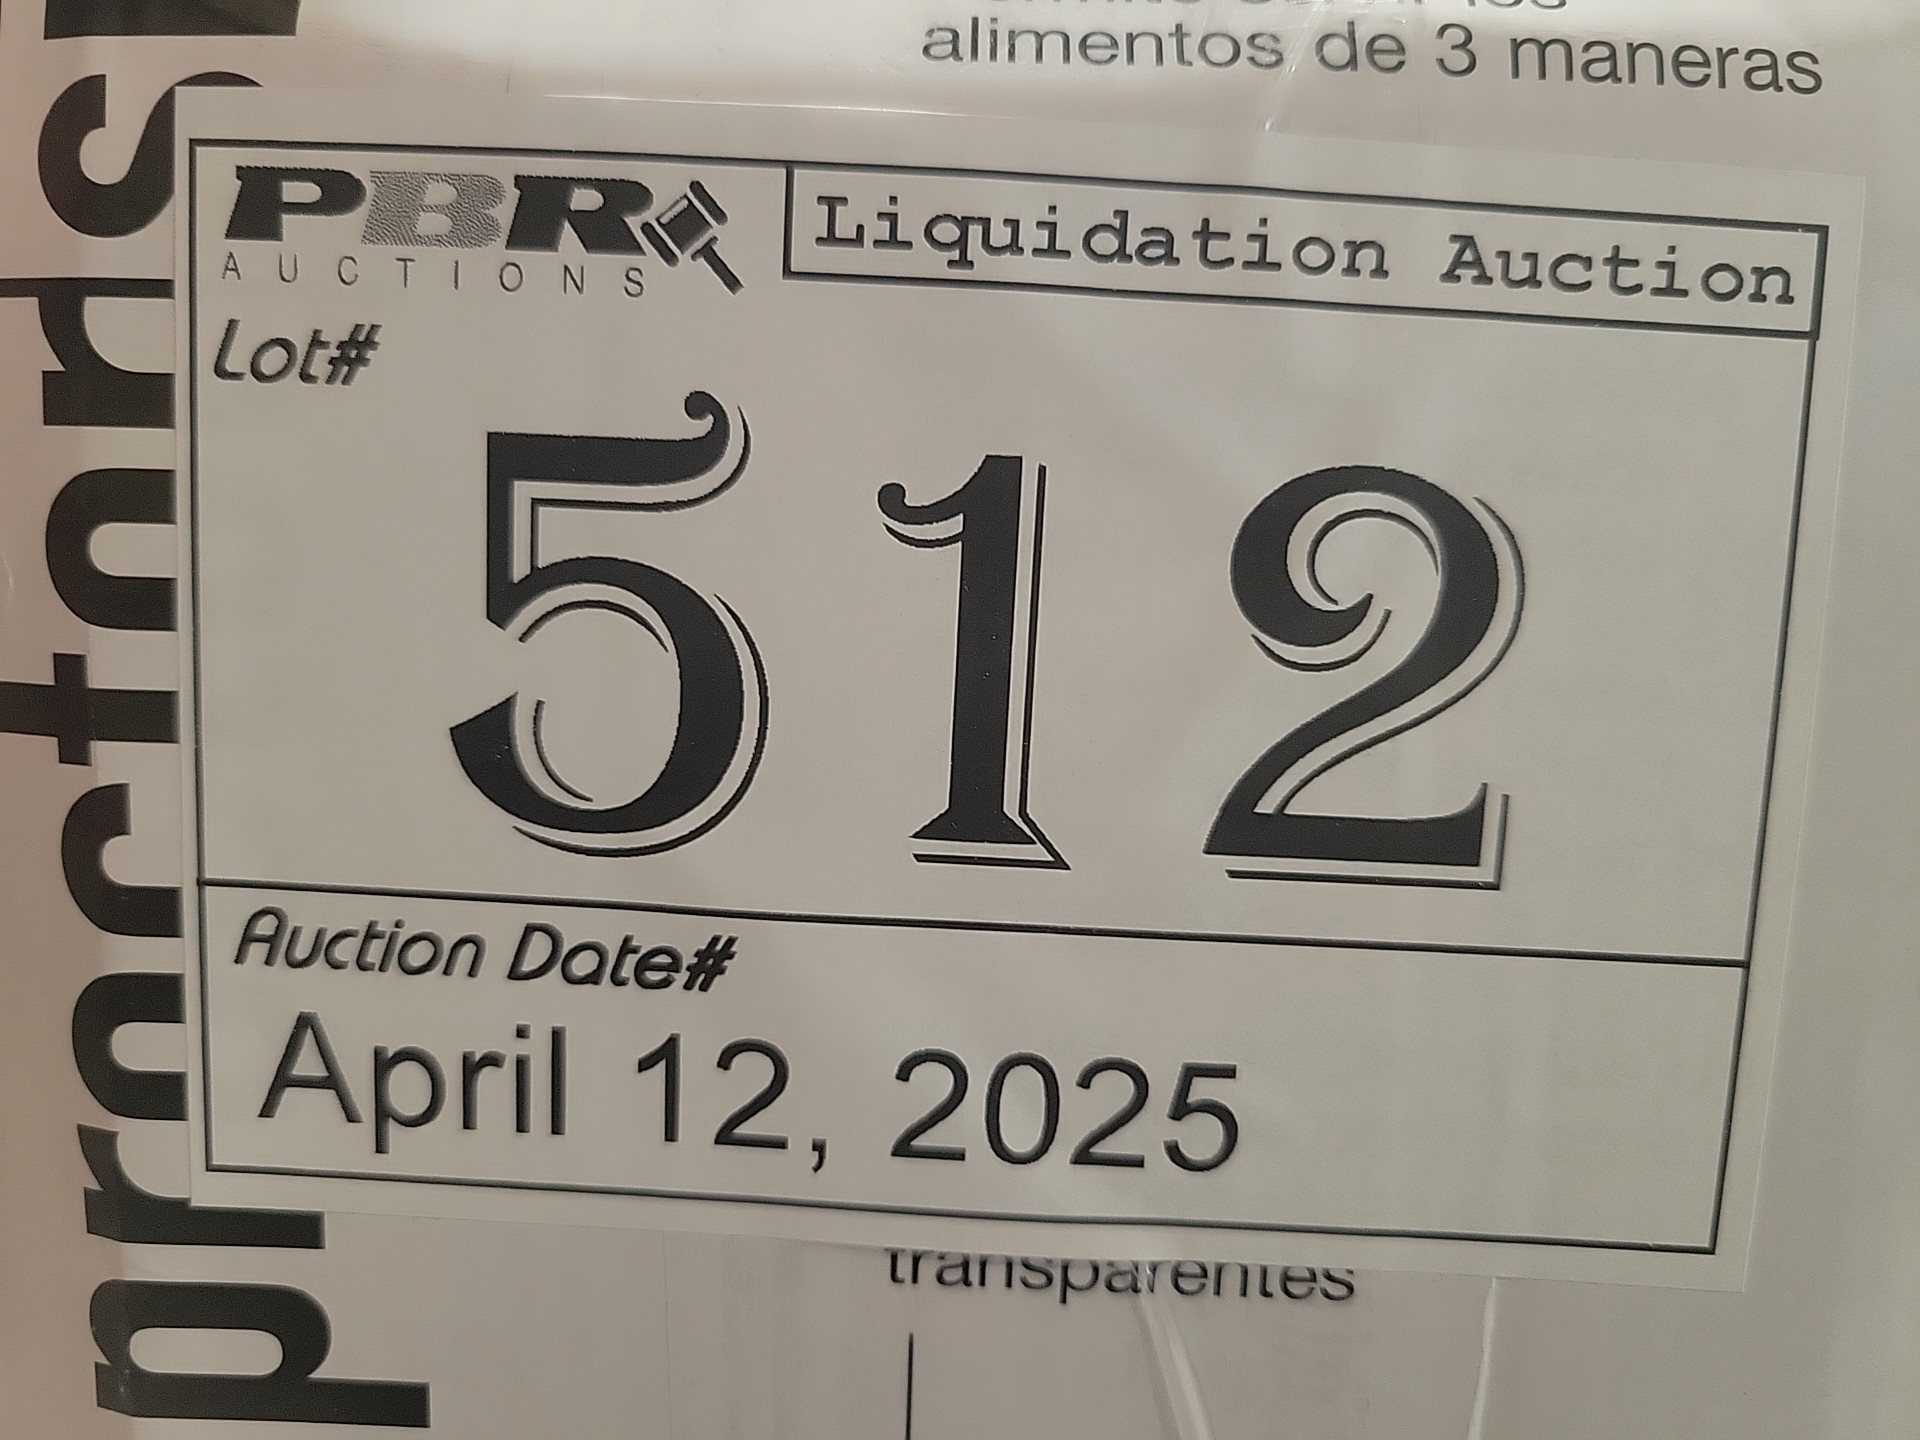 alimentos de 3 maneras
PBR
AUCTIONS
Liquidation Auction
Lot#
512
Auction Date#
April 12, 2025
transparentes